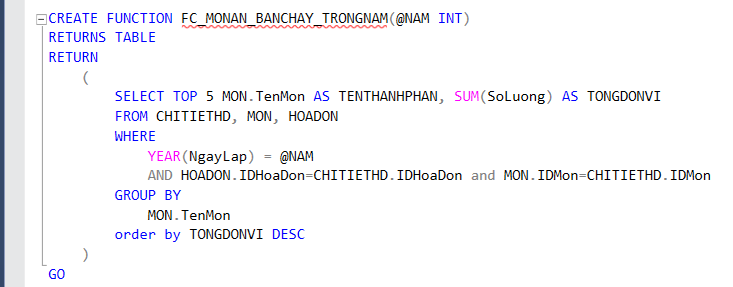 CREATE FUNCTION FC_MONAN_BANCHAY_TRONGNAM(@NAM INT)
RETURNS TABLE
RETURN
(
SELECT TOP 5 MON.TenMon AS TENTHANHPHAN, SUM(SoLuong) AS TONGDONVI
FROM CHITIETHD, MON, HOADON
WHERE
YEAR(NgayLap) = @NAM
AND HOADON.IDHoaDon=CHITIETHD.IDHoaDon and MON.IDMon=CHITIETHD.IDMon
GROUP BY
MON.TenMon
order by TONGDONVI DESC
)
GO